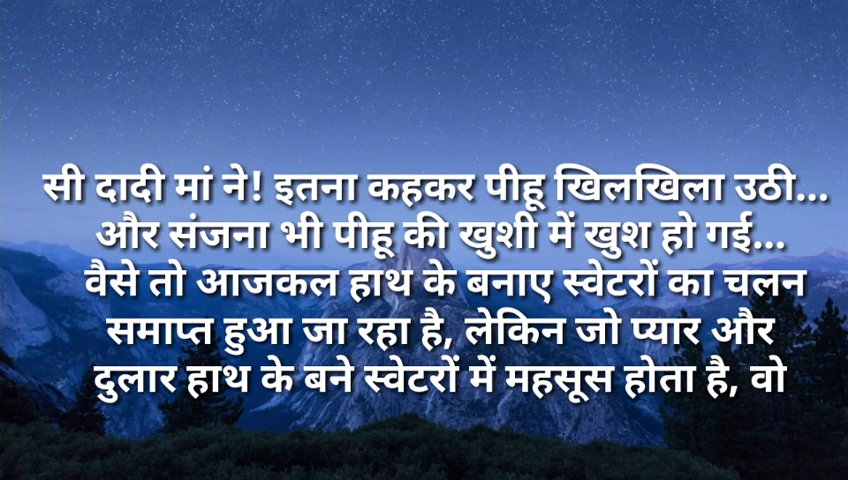 सी दादी मां ने! इतना कहकर पीहू खिलखिला उठी...
और संजना भी पीहू की खुशी में खुश हो गई...
वैसे तो आजकल हाथ के बनाए स्वेटरों का चलन
समाप्त हुआ जा रहा है, लेकिन जो प्यार और
दुलार हाथ के बने स्वेटरों में महसूस होता है, वो